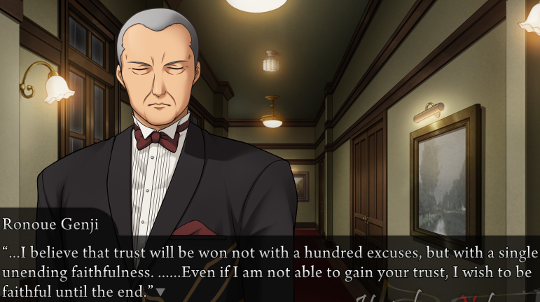 Ronoue Genji
“...I believe that trust will be won not with a hundred excuses, but with a single
unending faithfulness. ......Even if I am not able to gain your trust, I wish to be
faithful until the end.”